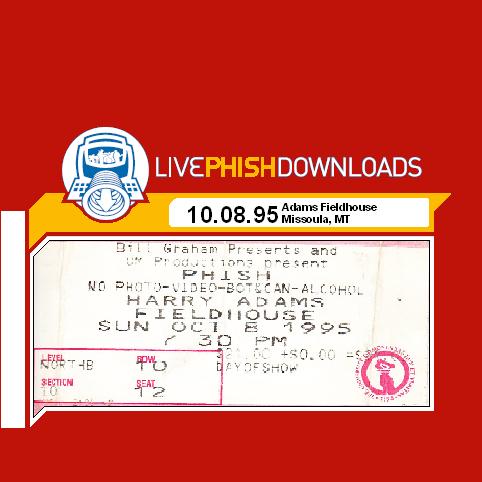 LIVEPHISHDOWNLOADS
10.08.95 Adams Fieldhouse
Missoula, MT
Bill Graham Presents and
UM Productions present
PHISH
NO PHOTO-VIDEO-BOT&CAN-ALCOHOL
HARRY ADAMS
FIELDHOUSE
SUN OCT 8 1995
7 30 PM
$21.00 +$0.00
DAYOFSHOW
LEVEL ROW
NORTHB 10
SECTION SEAT
10 12